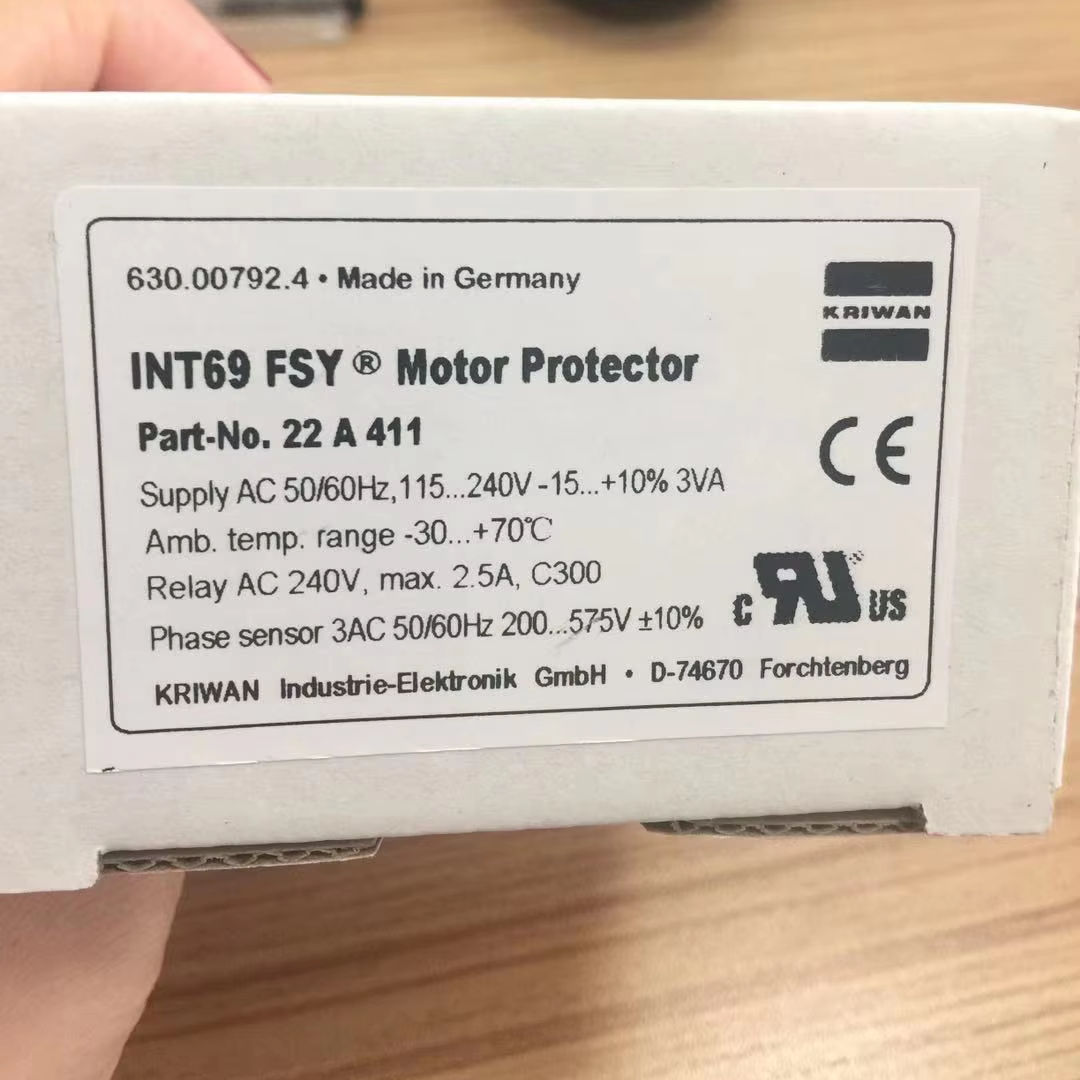 630.00792.4 • Made in Germany
KRIWAN
INT69 FSY® Motor Protector
Part-No. 22 A 411
CE
Supply AC 50/60Hz,115...240V -15...+10% 3VA
Amb. temp. range -30...+70℃
Relay AC 240V, max. 2.5A, C300
c RU US
Phase sensor 3AC 50/60Hz 200...575V ±10%
KRIWAN Industrie-Elektronik GmbH • D-74670 Forchtenberg